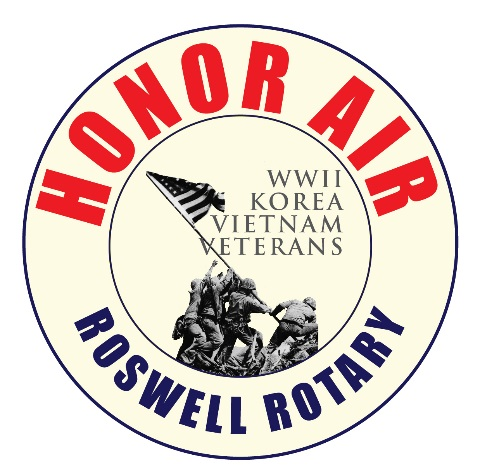 HONOR AIR
WWII
KOREA
VIETNAM
VETERANS
ROSWELL ROTARY